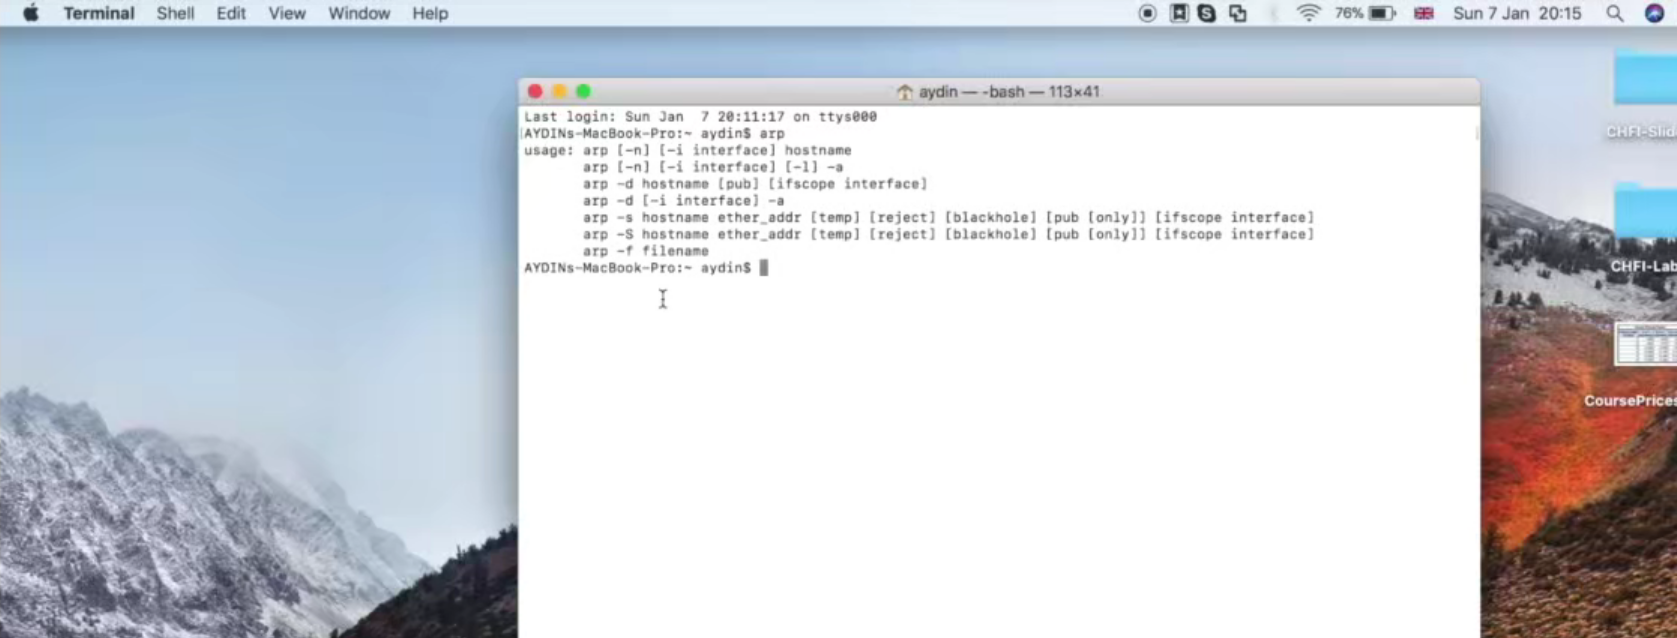 Terminal Shell Edit View Window Help 76% Sun 7 Jan 20:15
aydin — -bash — 113×41
Last login: Sun Jan  7 20:11:17 on ttys000
AYDINs-MacBook-Pro:~ aydin$ arp
usage: arp [-n] [-i interface] hostname
arp [-n] [-i interface] [-l] -a
arp -d hostname [pub] [ifscope interface]
arp -d [-i interface] -a
arp -s hostname ether_addr [temp] [reject] [blackhole] [pub [only]] [ifscope interface]
arp -S hostname ether_addr [temp] [reject] [blackhole] [pub [only]] [ifscope interface]
arp -f filename
AYDINs-MacBook-Pro:~ aydin$
CHFI-Slid
CHFI-Lab
CoursePrices